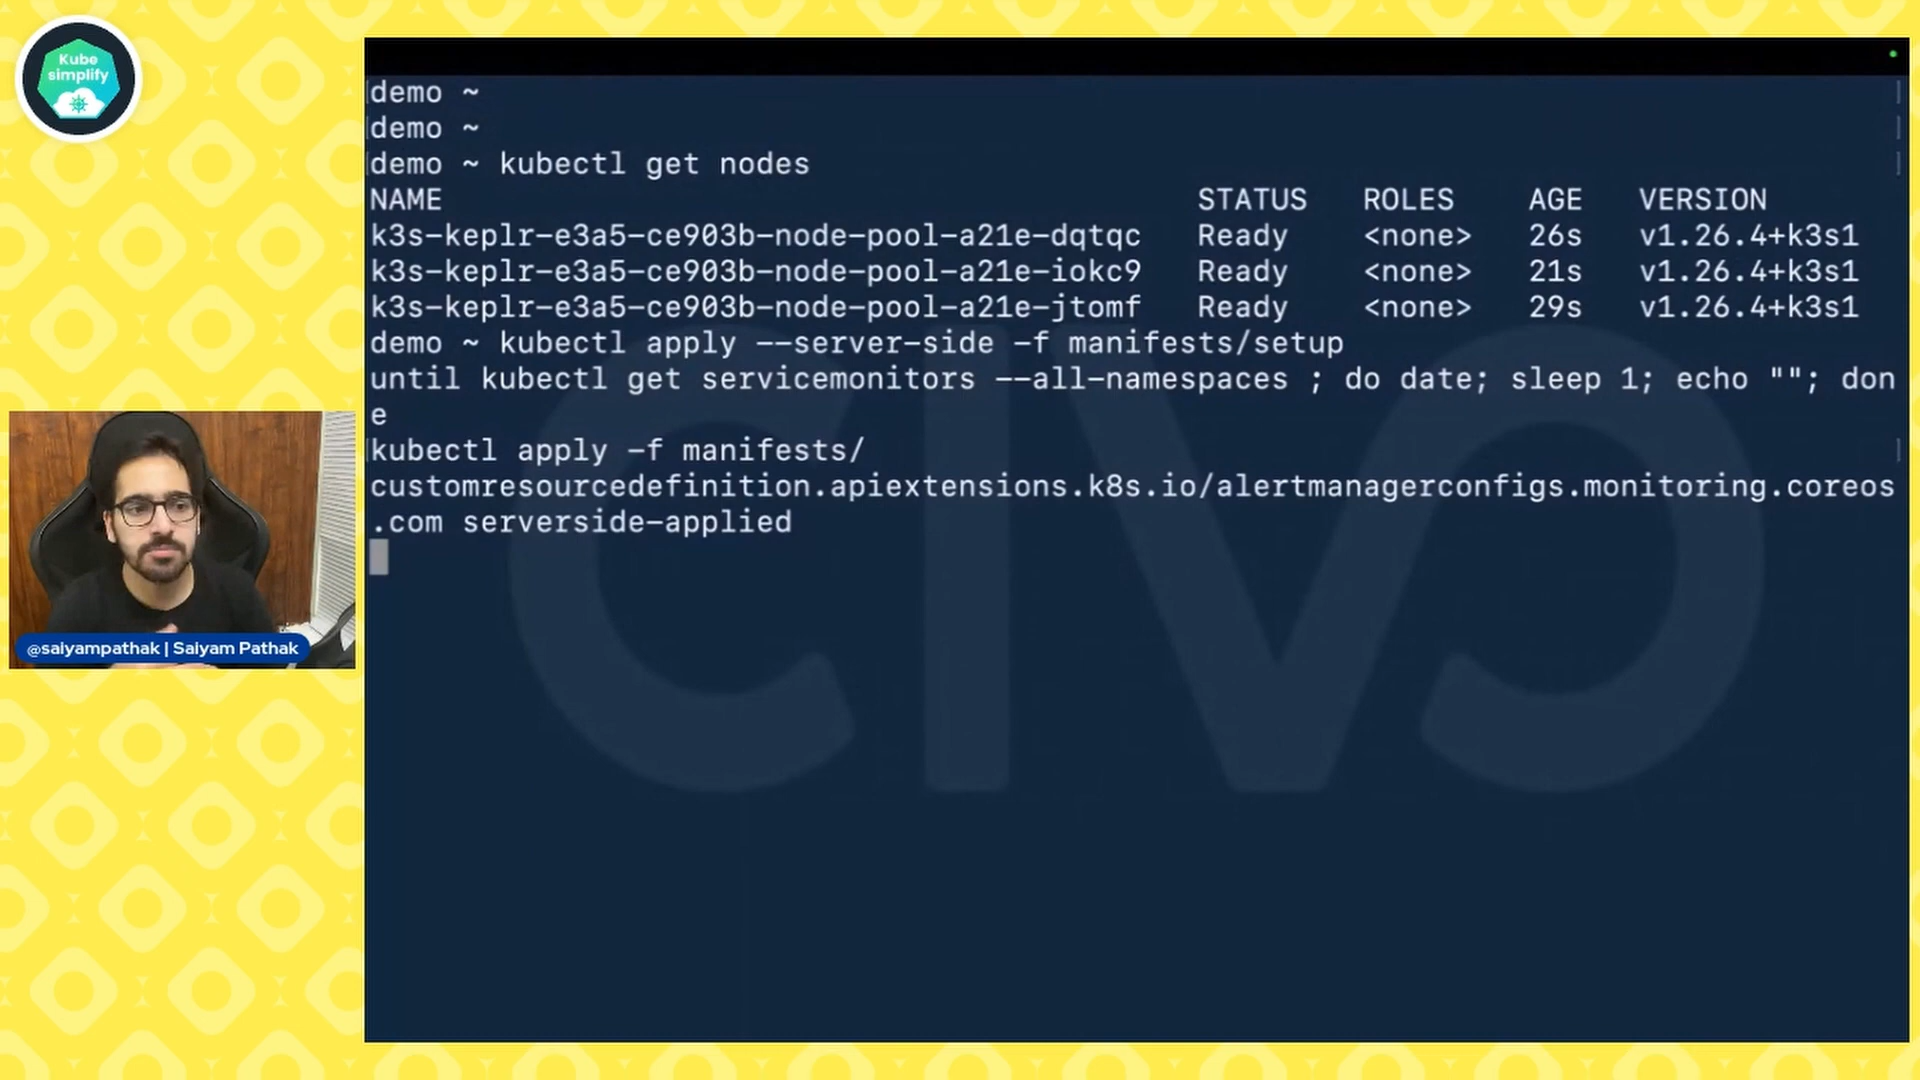 Kube
simplify
demo ~
demo ~
demo ~ kubectl get nodes
NAME STATUS ROLES AGE VERSION
k3s-keplr-e3a5-ce903b-node-pool-a21e-dqtqc Ready <none> 26s v1.26.4+k3s1
k3s-keplr-e3a5-ce903b-node-pool-a21e-iokc9 Ready <none> 21s v1.26.4+k3s1
k3s-keplr-e3a5-ce903b-node-pool-a21e-jtomf Ready <none> 29s v1.26.4+k3s1
demo ~ kubectl apply --server-side -f manifests/setup
until kubectl get servicemonitors --all-namespaces ; do date; sleep 1; echo ""; don
e
kubectl apply -f manifests/
customresourcedefinition.apiextensions.k8s.io/alertmanagerconfigs.monitoring.coreos
.com serverside-applied
CIVO
@saiyampathak | Saiyam Pathak